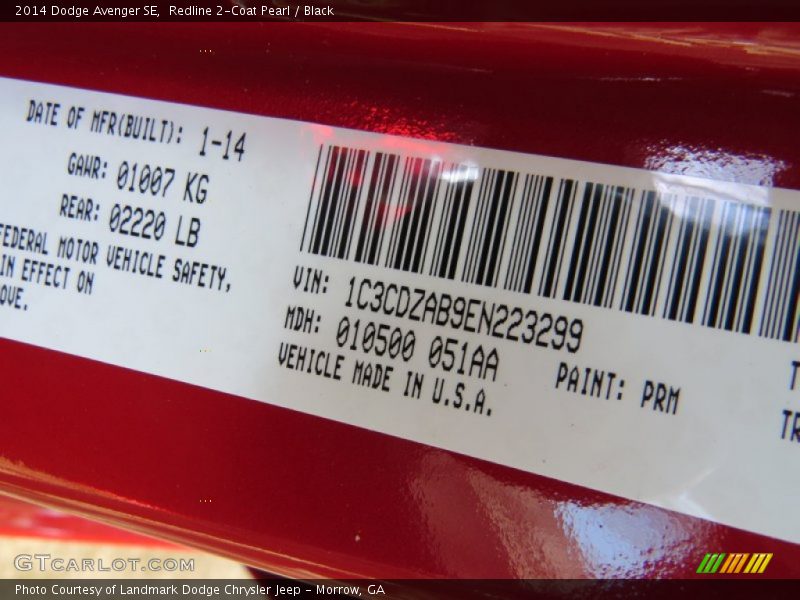 2014 Dodge Avenger SE,  Redline 2-Coat Pearl / Black
DATE OF MFR(BUILT): 1-14
GAWR: 01007 KG
REAR: 02220 LB
FEDERAL MOTOR VEHICLE SAFETY,
IN EFFECT ON
OVE.
VIN: 1C3CDZAB9EN223299
MDH: 010500 051AA
VEHICLE MADE IN U.S.A.
PAINT: PRM
T
TR
GTCARLOT.COM
Photo Courtesy of Landmark Dodge Chrysler Jeep - Morrow, GA